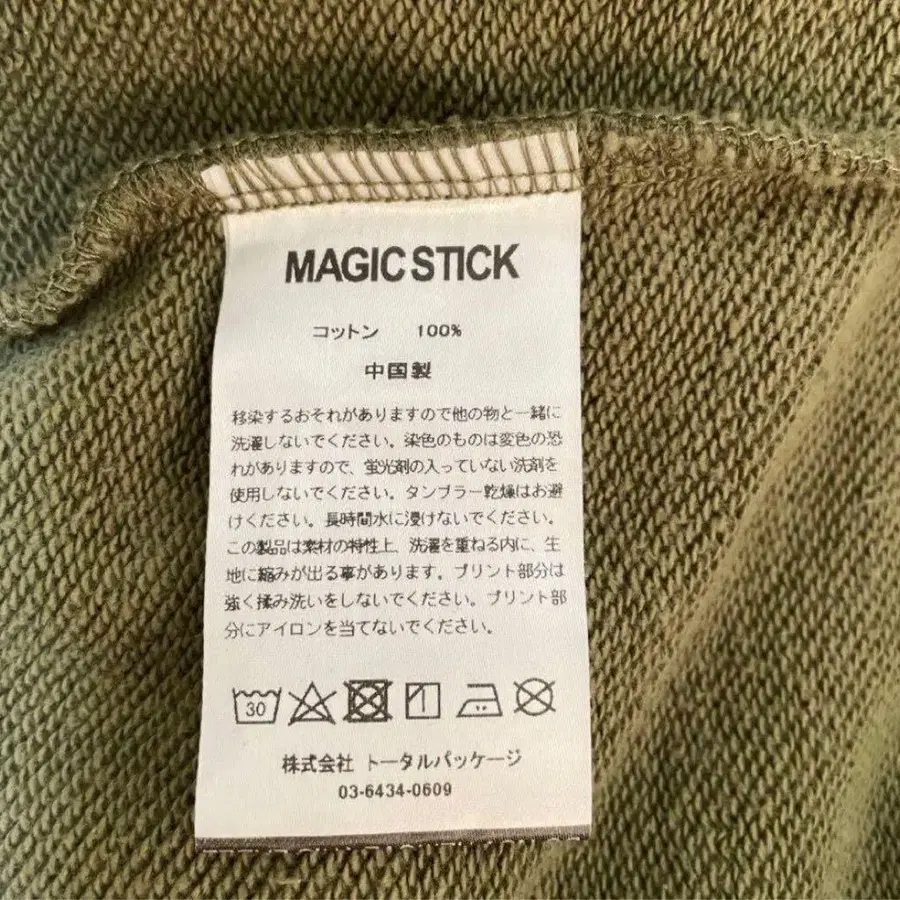 MAGIC STICK
コットン 100%
中国製
移染するおそれがありますので他の物と一緒に
洗濯しないでください。染色のものは変色の恐
れがありますので、蛍光剤の入っていない洗剤を
使用しないでください。タンブラー乾燥はお避
けください。長時間水に浸けないでください。
この製品は素材の特性上、洗濯を重ねる内に、生
地に縮みが出る事があります。プリント部分は
強く揉み洗いをしないでください。プリント部
分にアイロンを当てないでください。
30
株式会社 トータルパッケージ
03-6434-0609